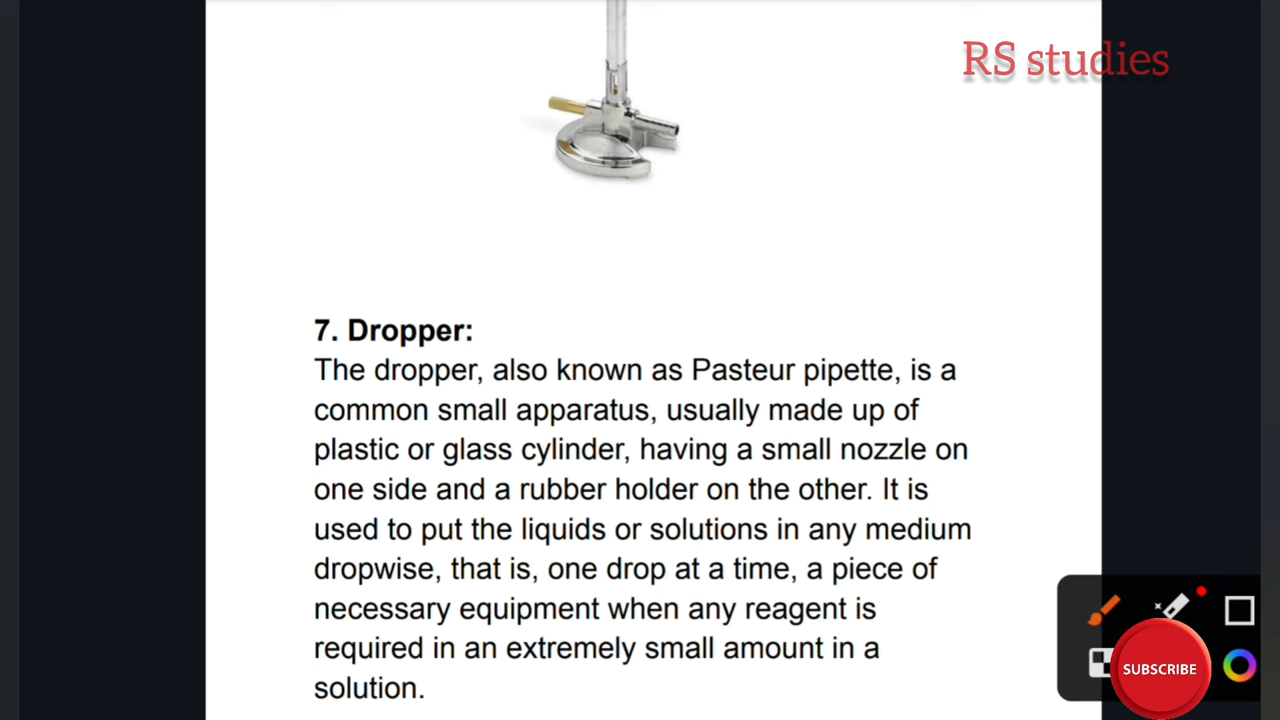 RS studies
7. Dropper:
The dropper, also known as Pasteur pipette, is a
common small apparatus, usually made up of
plastic or glass cylinder, having a small nozzle on
one side and a rubber holder on the other. It is
used to put the liquids or solutions in any medium
dropwise, that is, one drop at a time, a piece of
necessary equipment when any reagent is
required in an extremely small amount in a
solution.
SUBSCRIBE